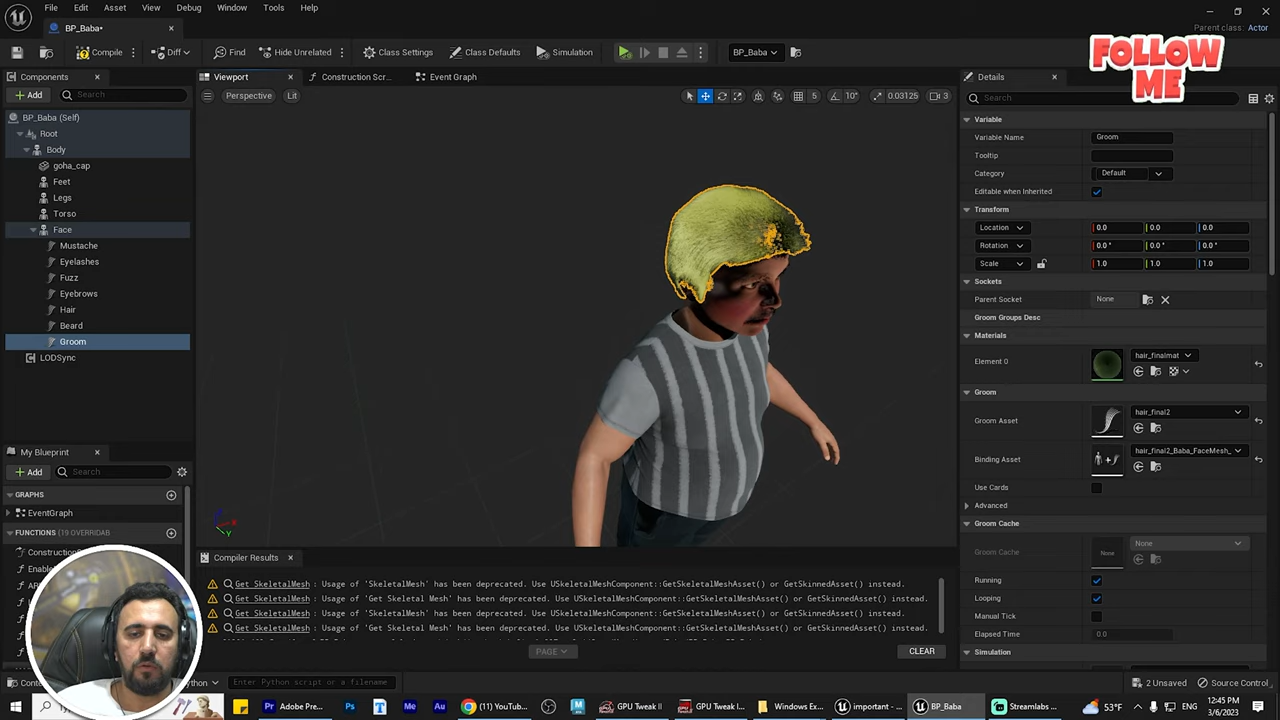 File Edit Asset View Debug Window Tools Help
BP_Baba•
Parent class: Actor
Compile Diff Find Hide Unrelated Class Settings Class De Simulation BP_Baba
FOLLOW
ME
Components
Add Search
BP_Baba (Self)
Root
Body
goha_cap
Feet
Legs
Torso
Face
Mustache
Eyelashes
Fuzz
Eyebrows
Hair
Beard
Groom
LODSync
My Blueprint
Add Search
GRAPHS
EventGraph
FUNCTIONS (19 OVERRIDAB
Construction
Enable
Viewport Construction Scr... Event Graph
Perspective Lit
5 10° 0.03125 3
Compiler Results
Get SkeletalMesh : Usage of 'SkeletalMesh' has been deprecated. Use USkeletalMeshComponent::GetSkeletalMeshAsset() or GetSkinnedAsset() instead.
Get SkeletalMesh : Usage of 'Get Skeletal Mesh' has been deprecated. Use USkeletalMeshComponent::GetSkeletalMeshAsset() or GetSkinnedAsset() instead.
Get SkeletalMesh : Usage of 'SkeletalMesh' has been deprecated. Use USkeletalMeshComponent::GetSkeletalMeshAsset() or GetSkinnedAsset() instead.
Get SkeletalMesh : Usage of 'Get Skeletal Mesh' has been deprecated. Use USkeletalMeshComponent::GetSkeletalMeshAsset() or GetSkinnedAsset() instead.
PAGE
CLEAR
Details
Search
Variable
Variable Name Groom
Tooltip
Category Default
Editable when Inherited
Transform
Location 0.0 0.0 0.0
Rotation 0.0° 0.0° 0.0°
Scale 1.0 1.0 1.0
Sockets
Parent Socket None
Groom Groups Desc
Materials
Element 0 hair_finalmat
Groom
Groom Asset hair_final2
Binding Asset hair_final2_Baba_FaceMesh_
Use Cards
Advanced
Groom Cache
Groom Cache None None
Running
Looping
Manual Tick
Elapsed Time 0.0
Simulation
Enter Python script or a filename
2 Unsaved Source Control
Adobe Pre... (11) YouTub... GPU Tweak II GPU Tweak I... Windows Ex... important - ... BP_Baba Streamlabs ... 53°F
12:45 PM
3/6/2023